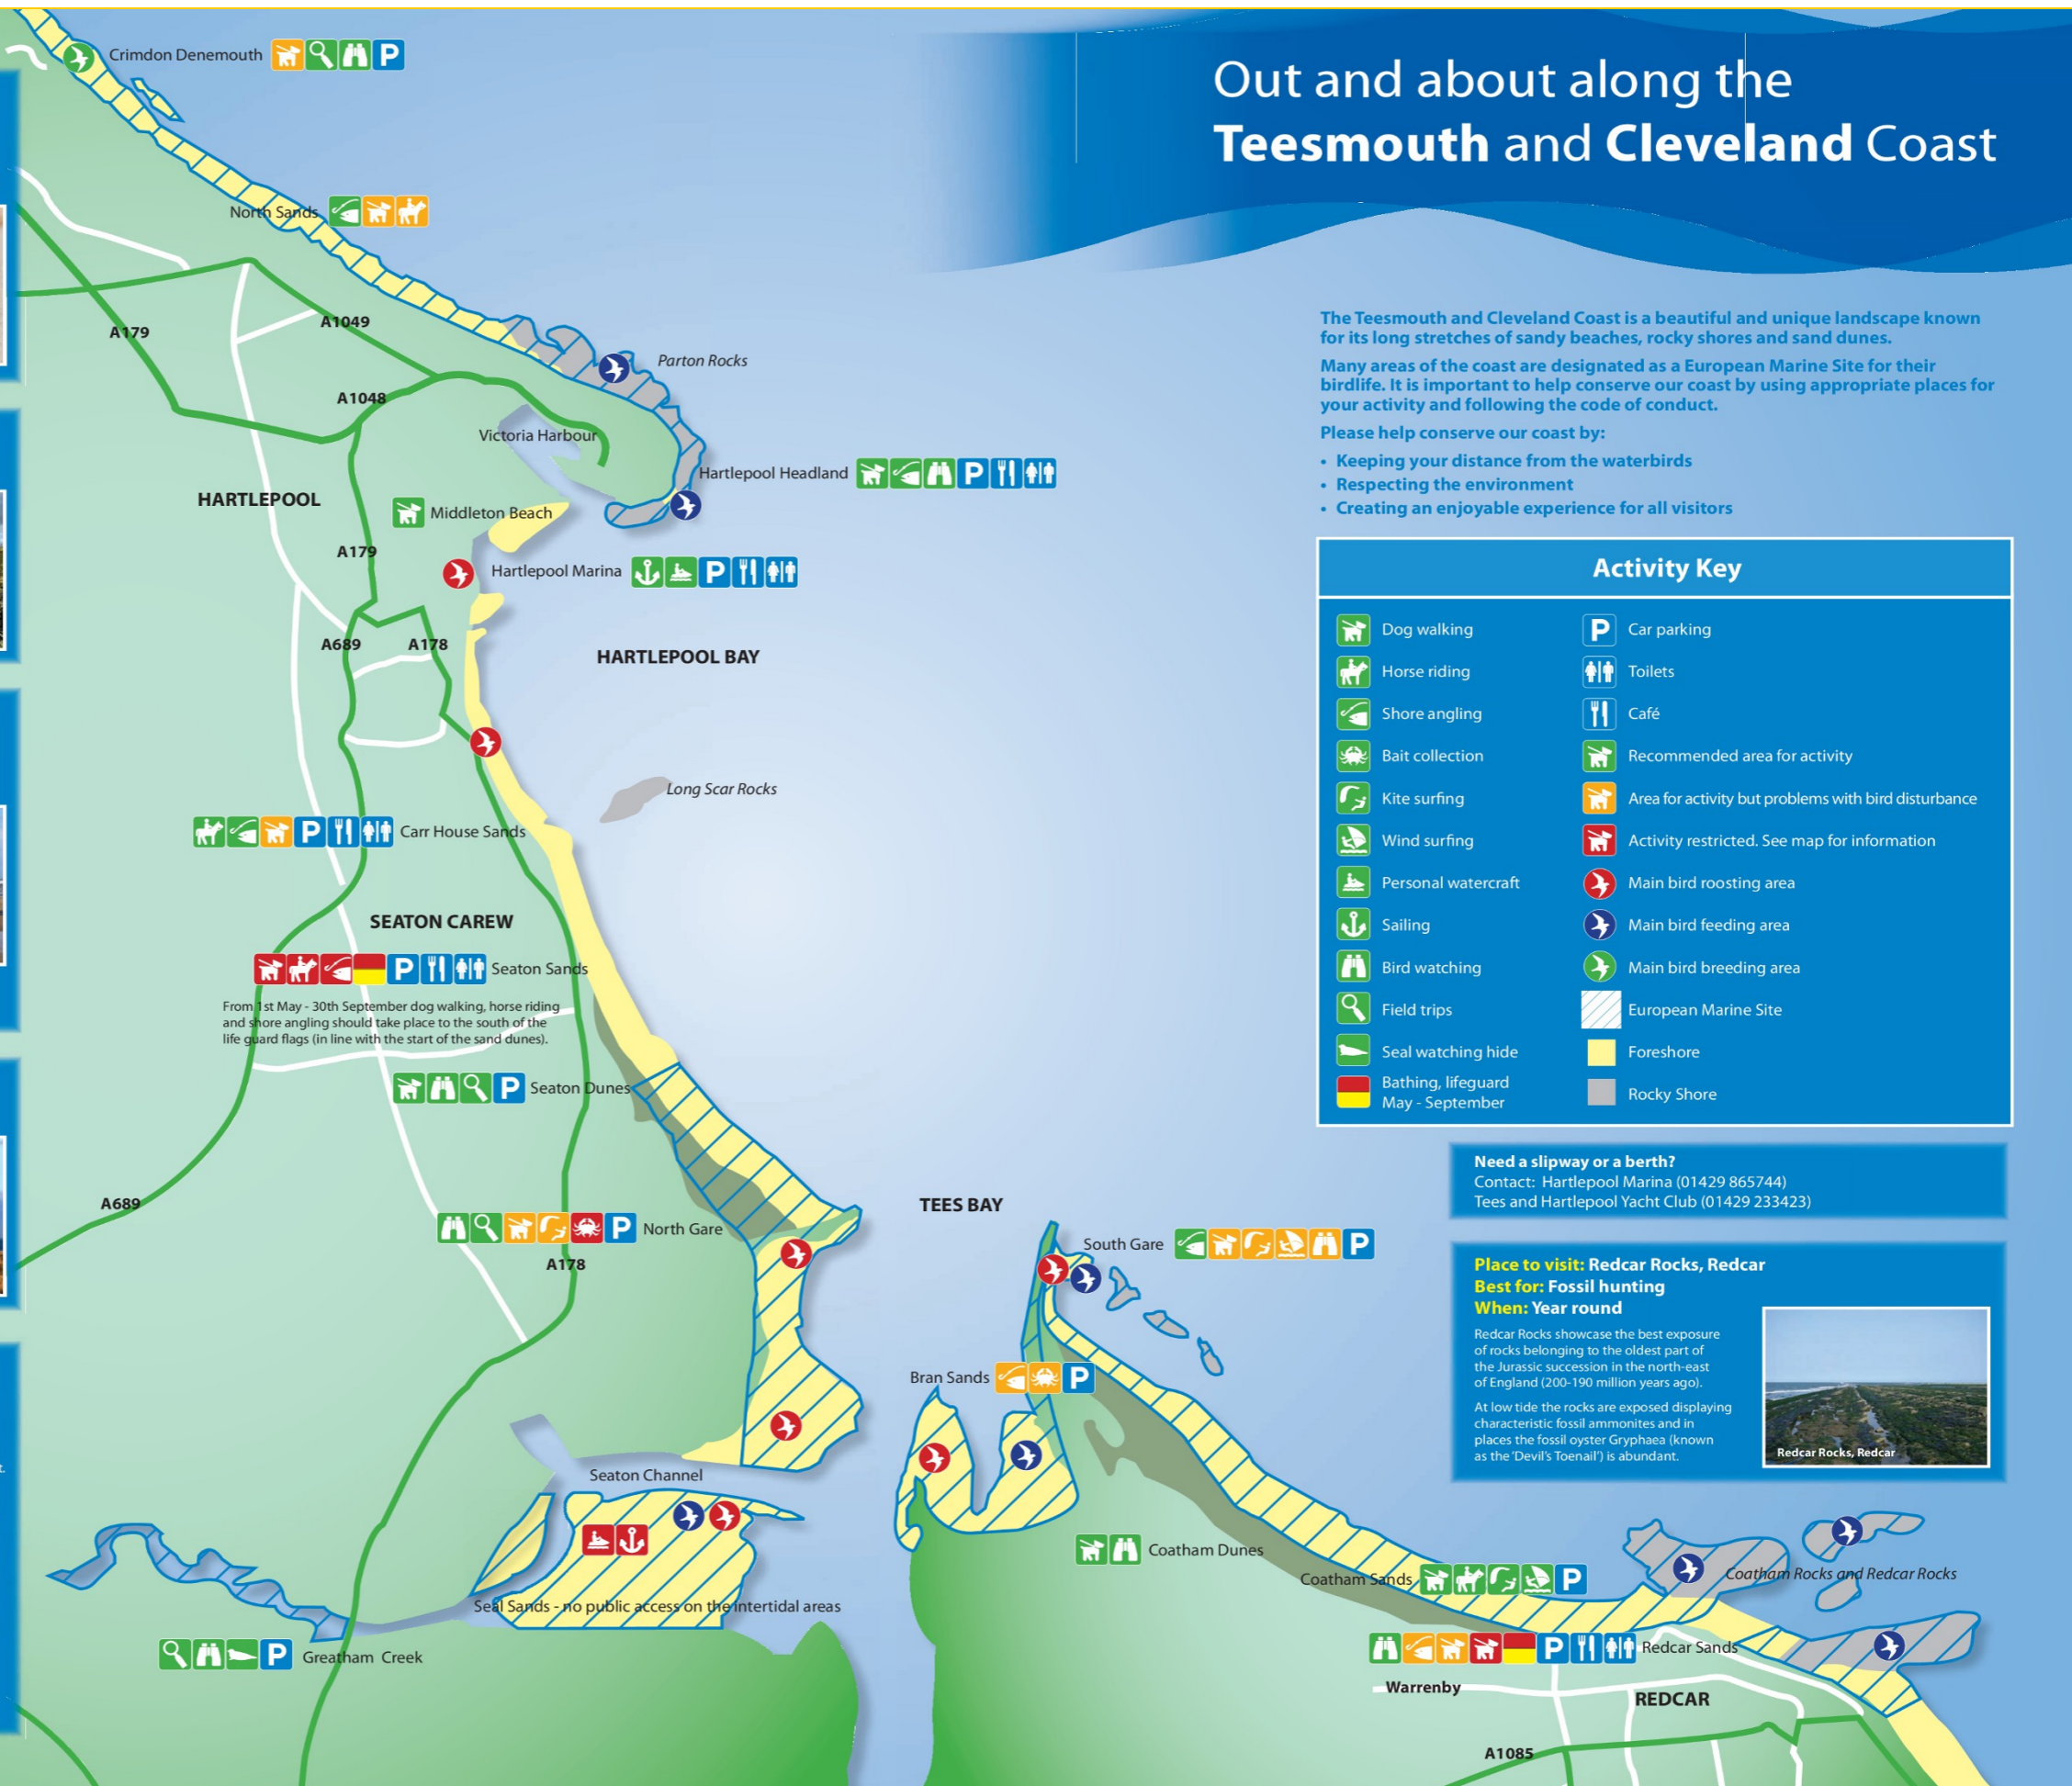 Out and about along the
Teesmouth and Cleveland Coast
Crimdon Denemouth P
North Sands
A179
A1049
Parton Rocks
A1048
Victoria Harbour
Hartlepool Headland P
HARTLEPOOL
Middleton Beach
A179
Hartlepool Marina P
A689
A178
HARTLEPOOL BAY
Long Scar Rocks
P Carr House Sands
SEATON CAREW
P Seaton Sands
From 1st May - 30th September dog walking, horse riding
and shore angling should take place to the south of the
life guard flags (in line with the start of the sand dunes).
P Seaton Dunes
A689
TEES BAY
P North Gare
A178
South Gare P
Bran Sands P
Seaton Channel
Coatham Dunes
Coatham Sands P
Coatham Rocks and Redcar Rocks
Seal Sands - no public access on the intertidal areas
P Greatham Creek
P Redcar Sands
Warrenby
REDCAR
A1085
The Teesmouth and Cleveland Coast is a beautiful and unique landscape known
for its long stretches of sandy beaches, rocky shores and sand dunes.
Many areas of the coast are designated as a European Marine Site for their
birdlife. It is important to help conserve our coast by using appropriate places for
your activity and following the code of conduct.
Please help conserve our coast by:
• Keeping your distance from the waterbirds
• Respecting the environment
• Creating an enjoyable experience for all visitors
Activity Key
Dog walking
Horse riding
Shore angling
Bait collection
Kite surfing
Wind surfing
Personal watercraft
Sailing
Bird watching
Field trips
Seal watching hide
Bathing, lifeguard
May - September
P Car parking
Toilets
Café
Recommended area for activity
Area for activity but problems with bird disturbance
Activity restricted. See map for information
Main bird roosting area
Main bird feeding area
Main bird breeding area
European Marine Site
Foreshore
Rocky Shore
Need a slipway or a berth?
Contact: Hartlepool Marina (01429 865744)
Tees and Hartlepool Yacht Club (01429 233423)
Place to visit: Redcar Rocks, Redcar
Best for: Fossil hunting
When: Year round
Redcar Rocks showcase the best exposure
of rocks belonging to the oldest part of
the Jurassic succession in the north-east
of England (200-190 million years ago).
At low tide the rocks are exposed displaying
characteristic fossil ammonites and in
places the fossil oyster Gryphaea (known
as the 'Devil's Toenail') is abundant.
Redcar Rocks, Redcar